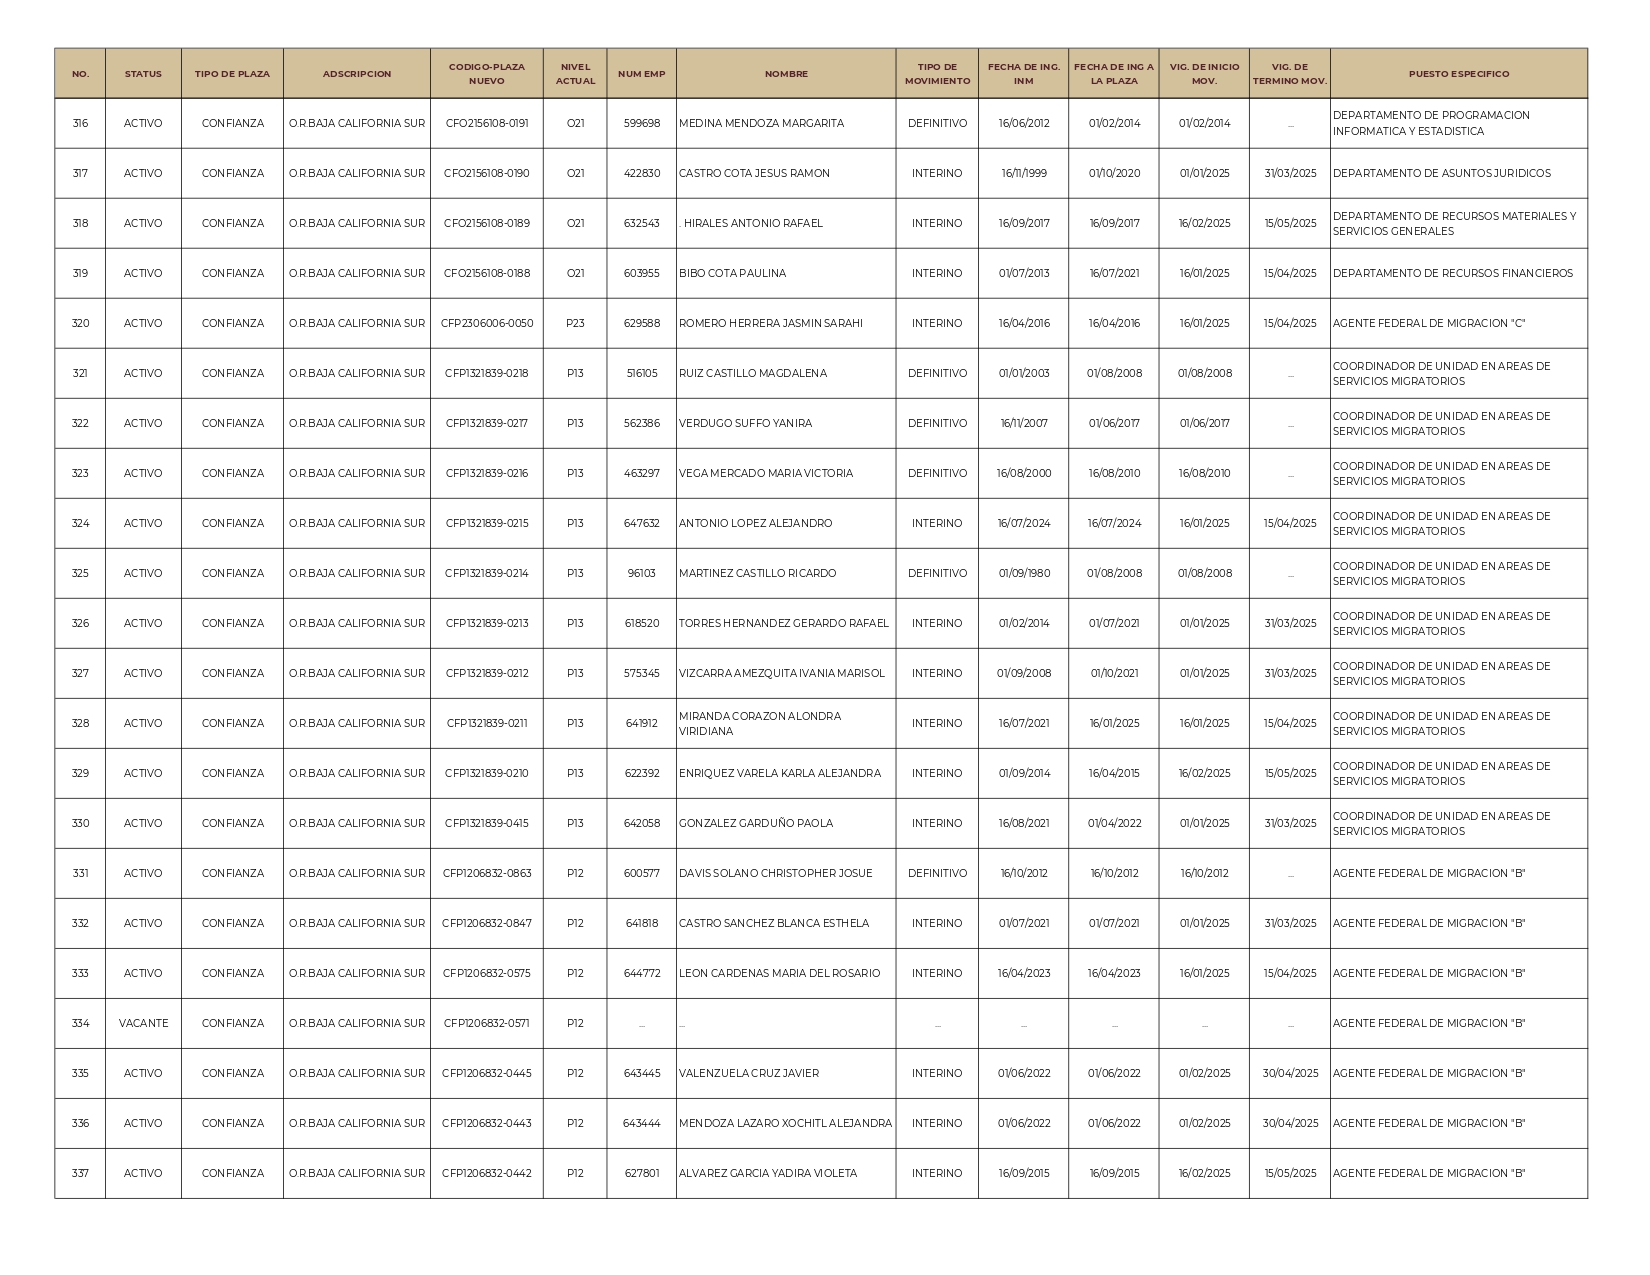 NO. STATUS TIPO DE PLAZA ADSCRIPCION CODIGO-PLAZA NUEVO NIVEL ACTUAL NUM EMP NOMBRE TIPO DE MOVIMIENTO FECHA DE ING. INM FECHA DE ING A LA PLAZA VIG. DE INICIO MOV. VIG. DE TERMINO MOV. PUESTO ESPECIFICO
316 ACTIVO CONFIANZA O.R.BAJA CALIFORNIA SUR CFO2156108-0191 O21 599698 MEDINA MENDOZA MARGARITA DEFINITIVO 16/06/2012 01/02/2014 01/02/2014 ... DEPARTAMENTO DE PROGRAMACION INFORMATICA Y ESTADISTICA
317 ACTIVO CONFIANZA O.R.BAJA CALIFORNIA SUR CFO2156108-0190 O21 422830 CASTRO COTA JESUS RAMON INTERINO 16/11/1999 01/10/2020 01/01/2025 31/03/2025 DEPARTAMENTO DE ASUNTOS JURIDICOS
318 ACTIVO CONFIANZA O.R.BAJA CALIFORNIA SUR CFO2156108-0189 O21 632543 . HIRALES ANTONIO RAFAEL INTERINO 16/09/2017 16/09/2017 16/02/2025 15/05/2025 DEPARTAMENTO DE RECURSOS MATERIALES Y SERVICIOS GENERALES
319 ACTIVO CONFIANZA O.R.BAJA CALIFORNIA SUR CFO2156108-0188 O21 603955 BIBO COTA PAULINA INTERINO 01/07/2013 16/07/2021 16/01/2025 15/04/2025 DEPARTAMENTO DE RECURSOS FINANCIEROS
320 ACTIVO CONFIANZA O.R.BAJA CALIFORNIA SUR CFP2306006-0050 P23 629588 ROMERO HERRERA JASMIN SARAHI INTERINO 16/04/2016 16/04/2016 16/01/2025 15/04/2025 AGENTE FEDERAL DE MIGRACION "C"
321 ACTIVO CONFIANZA O.R.BAJA CALIFORNIA SUR CFP1321839-0218 P13 516105 RUIZ CASTILLO MAGDALENA DEFINITIVO 01/01/2003 01/08/2008 01/08/2008 ... COORDINADOR DE UNIDAD EN AREAS DE SERVICIOS MIGRATORIOS
322 ACTIVO CONFIANZA O.R.BAJA CALIFORNIA SUR CFP1321839-0217 P13 562386 VERDUGO SUFFO YANIRA DEFINITIVO 16/11/2007 01/06/2017 01/06/2017 ... COORDINADOR DE UNIDAD EN AREAS DE SERVICIOS MIGRATORIOS
323 ACTIVO CONFIANZA O.R.BAJA CALIFORNIA SUR CFP1321839-0216 P13 463297 VEGA MERCADO MARIA VICTORIA DEFINITIVO 16/08/2000 16/08/2010 16/08/2010 ... COORDINADOR DE UNIDAD EN AREAS DE SERVICIOS MIGRATORIOS
324 ACTIVO CONFIANZA O.R.BAJA CALIFORNIA SUR CFP1321839-0215 P13 647632 ANTONIO LOPEZ ALEJANDRO INTERINO 16/07/2024 16/07/2024 16/01/2025 15/04/2025 COORDINADOR DE UNIDAD EN AREAS DE SERVICIOS MIGRATORIOS
325 ACTIVO CONFIANZA O.R.BAJA CALIFORNIA SUR CFP1321839-0214 P13 96103 MARTINEZ CASTILLO RICARDO DEFINITIVO 01/09/1980 01/08/2008 01/08/2008 ... COORDINADOR DE UNIDAD EN AREAS DE SERVICIOS MIGRATORIOS
326 ACTIVO CONFIANZA O.R.BAJA CALIFORNIA SUR CFP1321839-0213 P13 618520 TORRES HERNANDEZ GERARDO RAFAEL INTERINO 01/02/2014 01/07/2021 01/01/2025 31/03/2025 COORDINADOR DE UNIDAD EN AREAS DE SERVICIOS MIGRATORIOS
327 ACTIVO CONFIANZA O.R.BAJA CALIFORNIA SUR CFP1321839-0212 P13 575345 VIZCARRA AMEZQUITA IVANIA MARISOL INTERINO 01/09/2008 01/10/2021 01/01/2025 31/03/2025 COORDINADOR DE UNIDAD EN AREAS DE SERVICIOS MIGRATORIOS
328 ACTIVO CONFIANZA O.R.BAJA CALIFORNIA SUR CFP1321839-0211 P13 641912 MIRANDA CORAZON ALONDRA VIRIDIANA INTERINO 16/07/2021 16/01/2025 16/01/2025 15/04/2025 COORDINADOR DE UNIDAD EN AREAS DE SERVICIOS MIGRATORIOS
329 ACTIVO CONFIANZA O.R.BAJA CALIFORNIA SUR CFP1321839-0210 P13 622392 ENRIQUEZ VARELA KARLA ALEJANDRA INTERINO 01/09/2014 16/04/2015 16/02/2025 15/05/2025 COORDINADOR DE UNIDAD EN AREAS DE SERVICIOS MIGRATORIOS
330 ACTIVO CONFIANZA O.R.BAJA CALIFORNIA SUR CFP1321839-0415 P13 642058 GONZALEZ GARDUÑO PAOLA INTERINO 16/08/2021 01/04/2022 01/01/2025 31/03/2025 COORDINADOR DE UNIDAD EN AREAS DE SERVICIOS MIGRATORIOS
331 ACTIVO CONFIANZA O.R.BAJA CALIFORNIA SUR CFP1206832-0863 P12 600577 DAVIS SOLANO CHRISTOPHER JOSUE DEFINITIVO 16/10/2012 16/10/2012 16/10/2012 ... AGENTE FEDERAL DE MIGRACION "B"
332 ACTIVO CONFIANZA O.R.BAJA CALIFORNIA SUR CFP1206832-0847 P12 641818 CASTRO SANCHEZ BLANCA ESTHELA INTERINO 01/07/2021 01/07/2021 01/01/2025 31/03/2025 AGENTE FEDERAL DE MIGRACION "B"
333 ACTIVO CONFIANZA O.R.BAJA CALIFORNIA SUR CFP1206832-0575 P12 644772 LEON CARDENAS MARIA DEL ROSARIO INTERINO 16/04/2023 16/04/2023 16/01/2025 15/04/2025 AGENTE FEDERAL DE MIGRACION "B"
334 VACANTE CONFIANZA O.R.BAJA CALIFORNIA SUR CFP1206832-0571 P12 ... ... ... ... ... ... ... AGENTE FEDERAL DE MIGRACION "B"
335 ACTIVO CONFIANZA O.R.BAJA CALIFORNIA SUR CFP1206832-0445 P12 643445 VALENZUELA CRUZ JAVIER INTERINO 01/06/2022 01/06/2022 01/02/2025 30/04/2025 AGENTE FEDERAL DE MIGRACION "B"
336 ACTIVO CONFIANZA O.R.BAJA CALIFORNIA SUR CFP1206832-0443 P12 643444 MENDOZA LAZARO XOCHITL ALEJANDRA INTERINO 01/06/2022 01/06/2022 01/02/2025 30/04/2025 AGENTE FEDERAL DE MIGRACION "B"
337 ACTIVO CONFIANZA O.R.BAJA CALIFORNIA SUR CFP1206832-0442 P12 627801 ALVAREZ GARCIA YADIRA VIOLETA INTERINO 16/09/2015 16/09/2015 16/02/2025 15/05/2025 AGENTE FEDERAL DE MIGRACION "B"